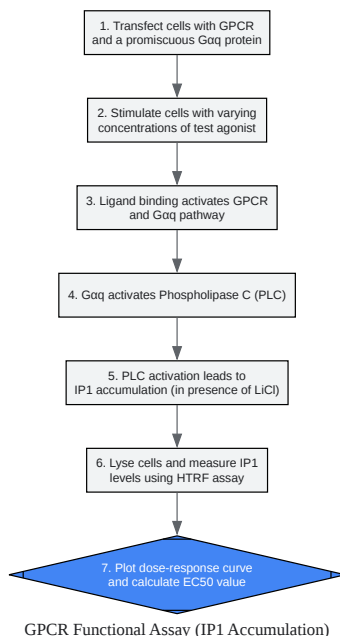 1. Transfect cells with GPCR
and a promiscuous Gαq protein
2. Stimulate cells with varying
concentrations of test agonist
3. Ligand binding activates GPCR
and Gαq pathway
4. Gαq activates Phospholipase C (PLC)
5. PLC activation leads to
IP1 accumulation (in presence of LiCl)
6. Lyse cells and measure IP1
levels using HTRF assay
7. Plot dose-response curve
and calculate EC50 value
GPCR Functional Assay (IP1 Accumulation)